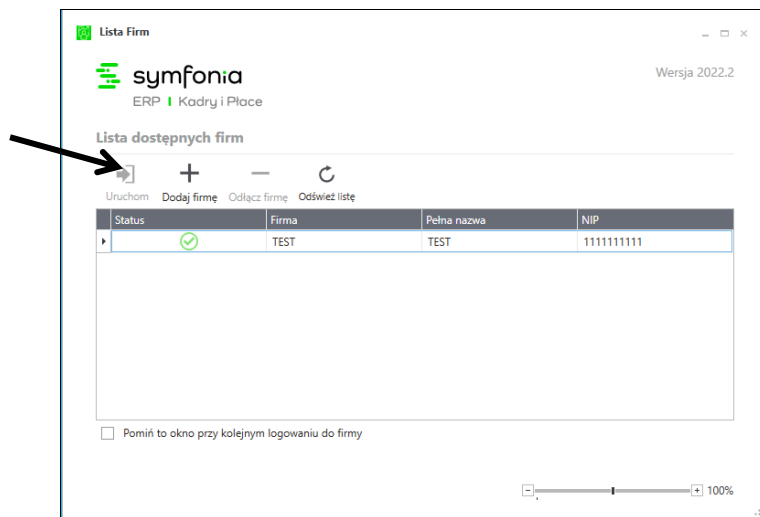 Lista Firm
symfonia
Wersja 2022.2
ERP I Kadry i Płace
Lista dostępnych firm
Uruchom Dodaj firmę Odłącz firmę Odśwież listę
Status Firma Pełna nazwa NIP
TEST TEST 1111111111
Pomiń to okno przy kolejnym logowaniu do firmy
100%